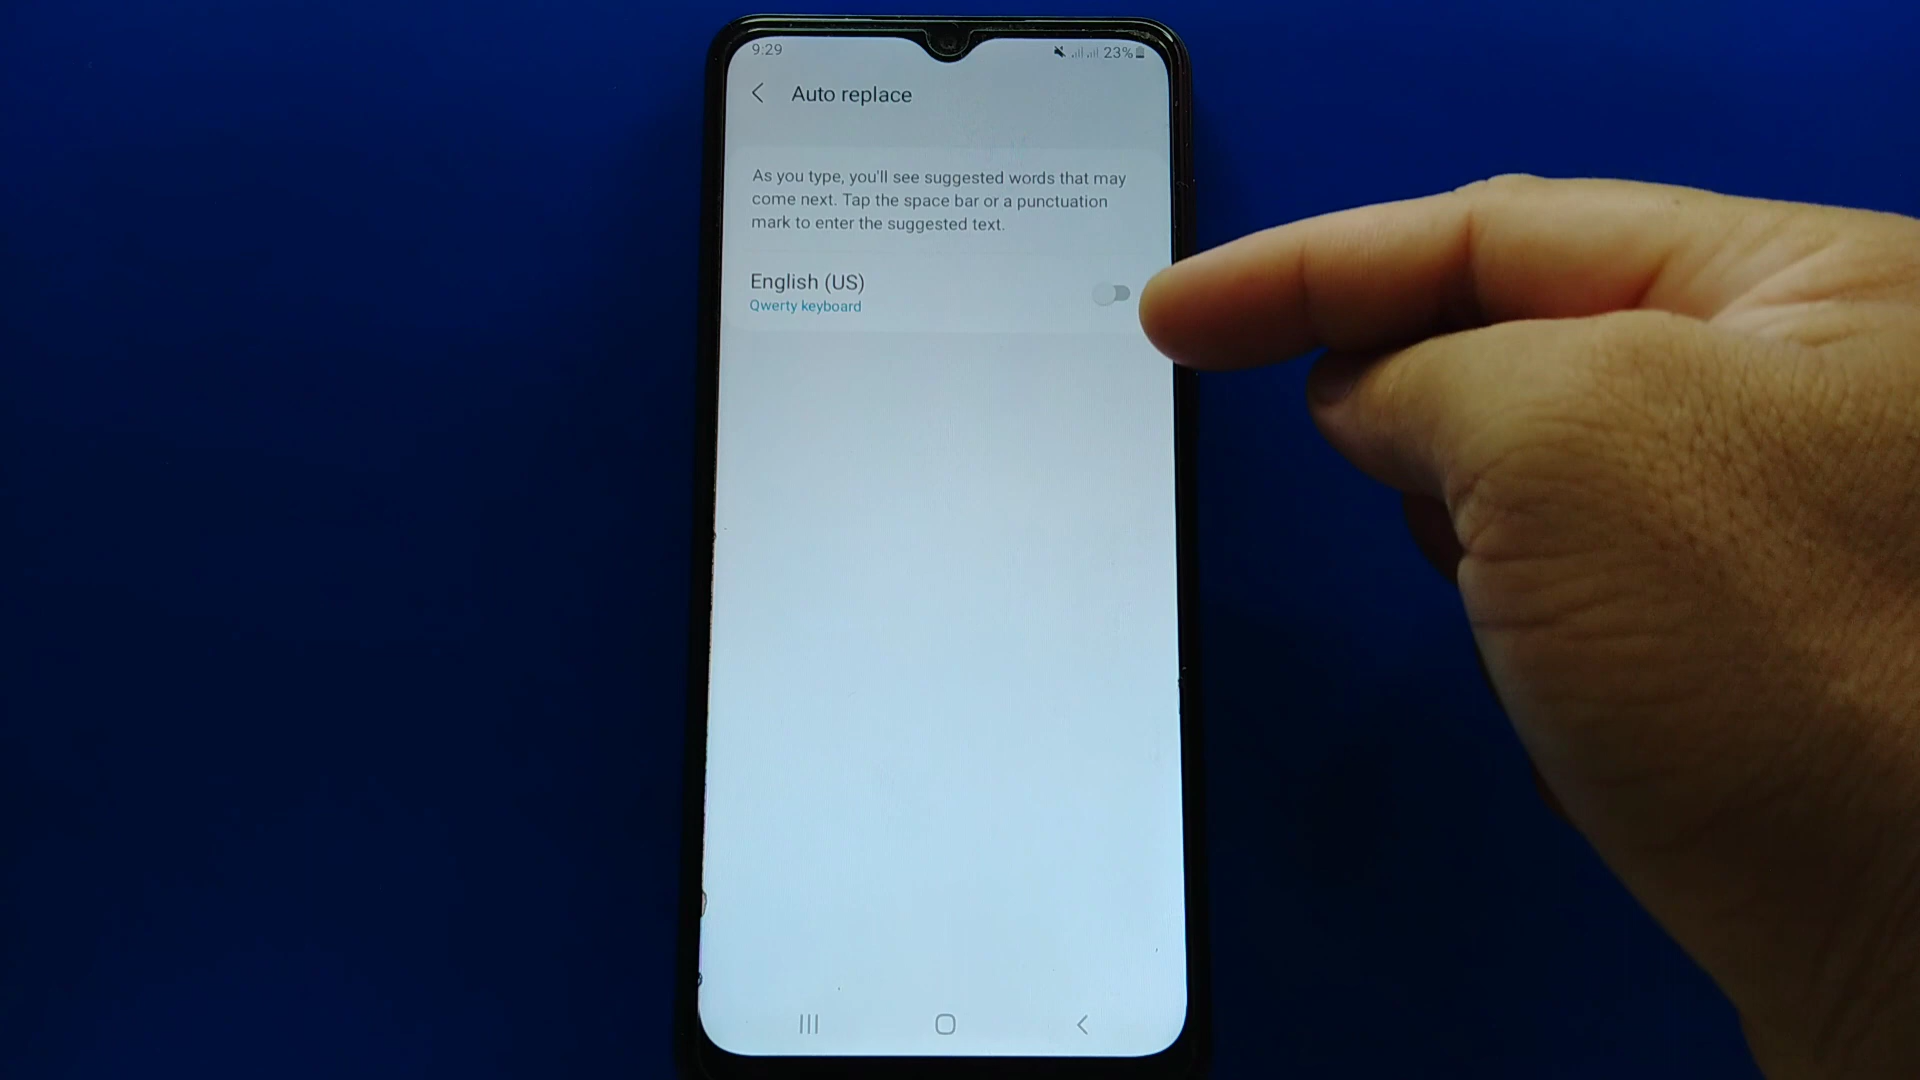 9:29
23%
Auto replace
As you type, you'll see suggested words that may
come next. Tap the space bar or a punctuation
mark to enter the suggested text.
English (US)
Qwerty keyboard